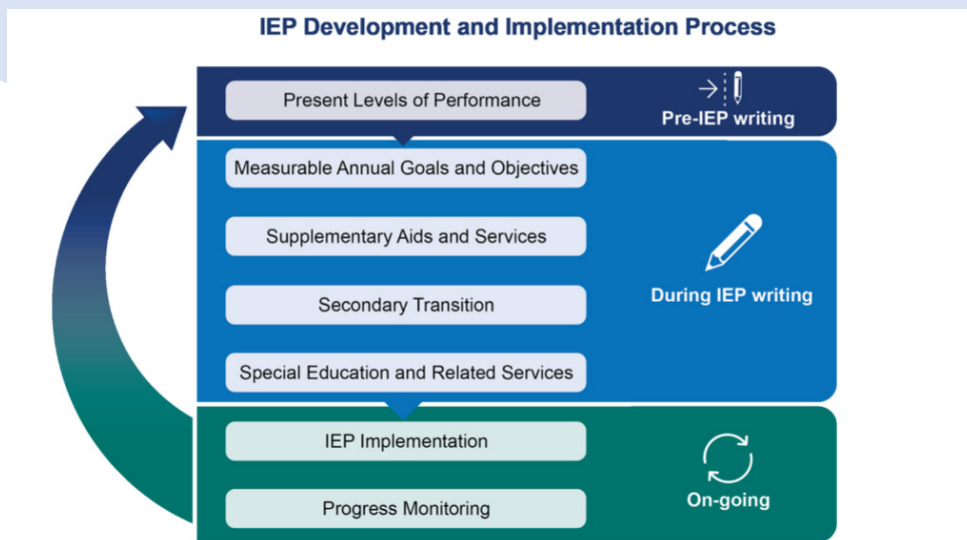 IEP Development and Implementation Process
Present Levels of Performance
Pre-IEP writing
Measurable Annual Goals and Objectives
Supplementary Aids and Services
Secondary Transition
During IEP writing
Special Education and Related Services
IEP Implementation
Progress Monitoring
On-going